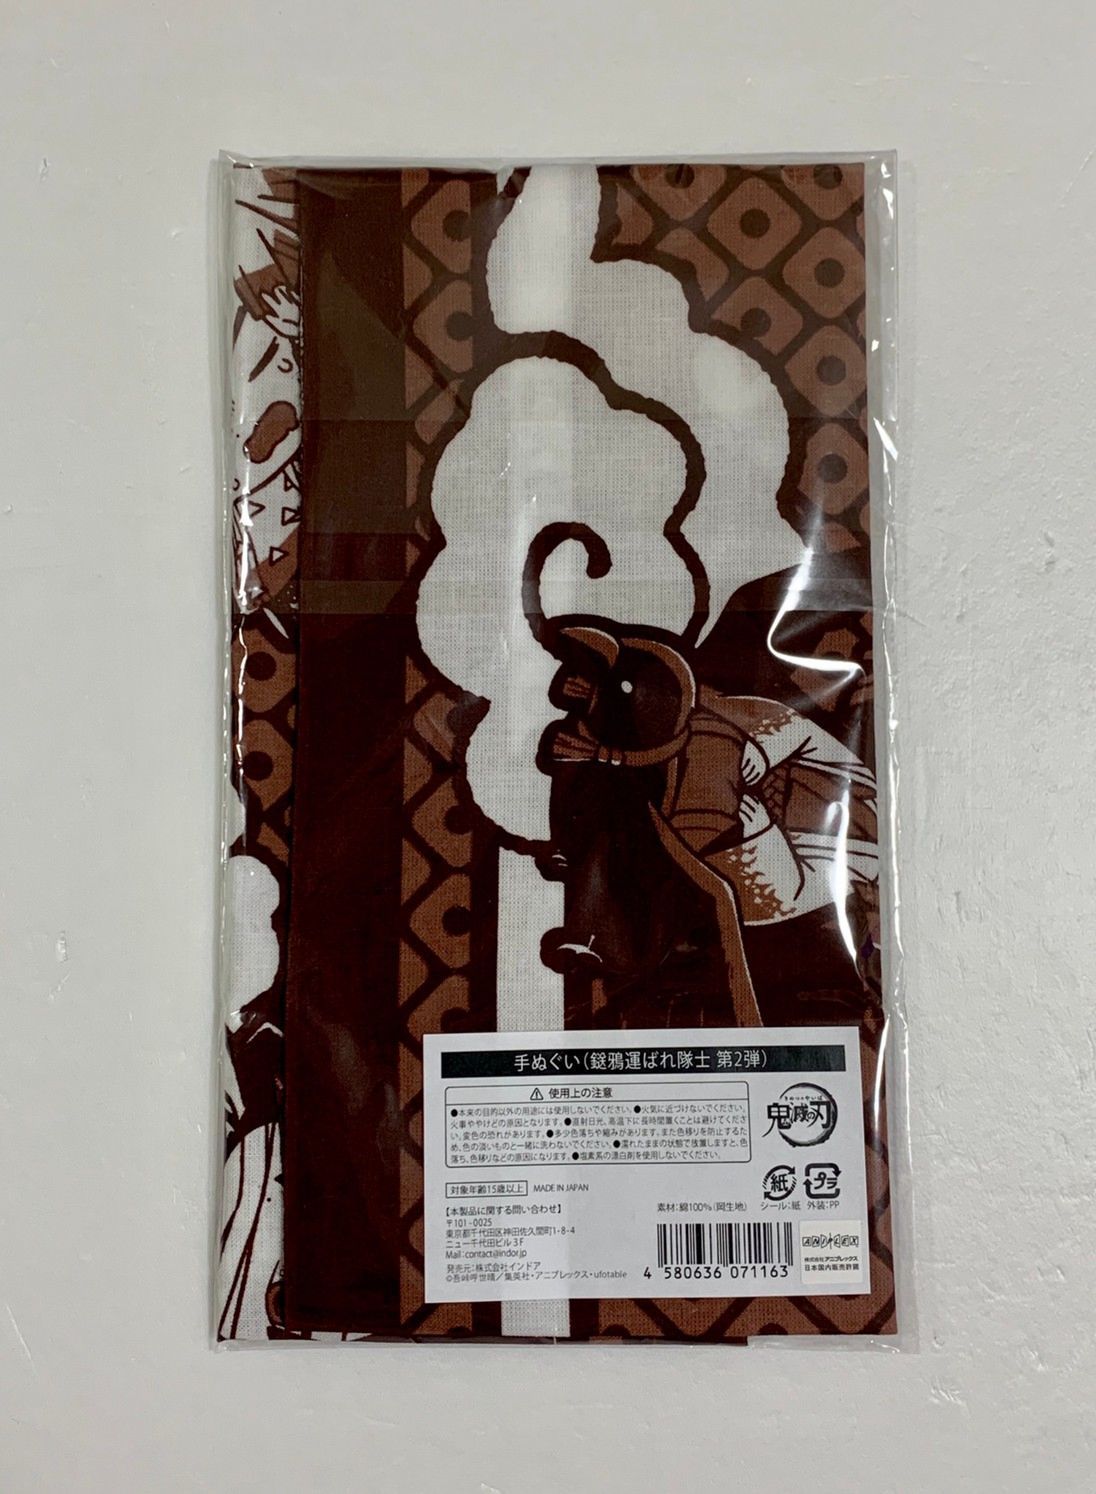 手ぬぐい（鎹鴉運ばれ隊士 第2弾）
⚠ 使用上の注意
●本来の目的以外の用途には使用しないでください。●火気に近づけないでください。
火事ややけどの原因となります。●直射日光、高温下に長時間置くことは避けてくださ
い。変色の恐れがあります。●多少色落ちや縮みがあります。また色移りを防止するた
め、色の淡いものと一緒に洗わないでください。●濡れたままの状態で放置しますと、色
落ち、色移りなどの原因になります。●塩素系の漂白剤を使用しないでください。
きめつのやいば
鬼滅の刃
対象年齢15歳以上 MADE IN JAPAN
紙 プラ
シール：紙 外装：PP
【本製品に関する問い合わせ】
〒101-0025
東京都千代田区神田佐久間町1-8-4
ニュー千代田ビル3F
Mail:contact@indor.jp
発売元：株式会社インドア
©吾峠呼世晴／集英社・アニプレックス・ufotable
素材：綿100%（岡生地）
4 580636 071163
ANIPLEX
株式会社アニプレックス
日本国内販売許諾